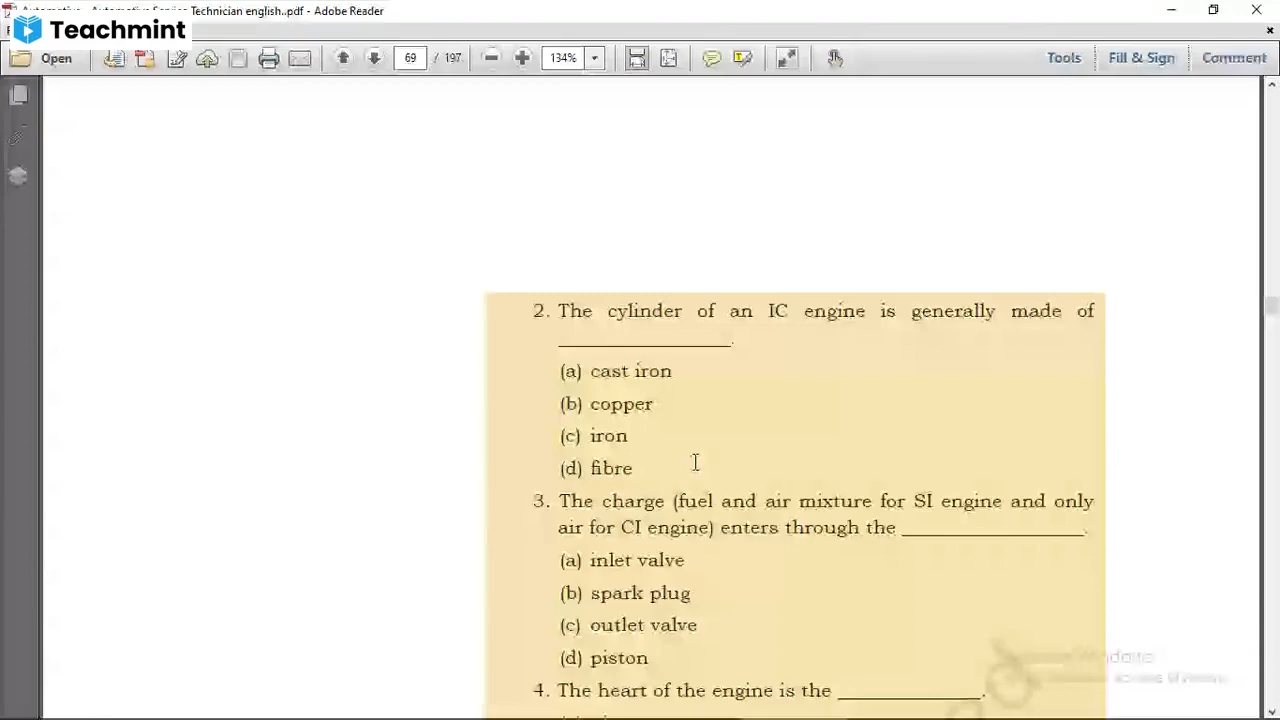 Technician english..pdf - Adobe Reader
Teachmint
Open
69 / 197
134%
Tools
Fill & Sign
Comment
2. The cylinder of an IC engine is generally made of
_________________.
(a) cast iron
(b) copper
(c) iron
(d) fibre
3. The charge (fuel and air mixture for SI engine and only
air for CI engine) enters through the __________________.
(a) inlet valve
(b) spark plug
(c) outlet valve
(d) piston
4. The heart of the engine is the ______________.